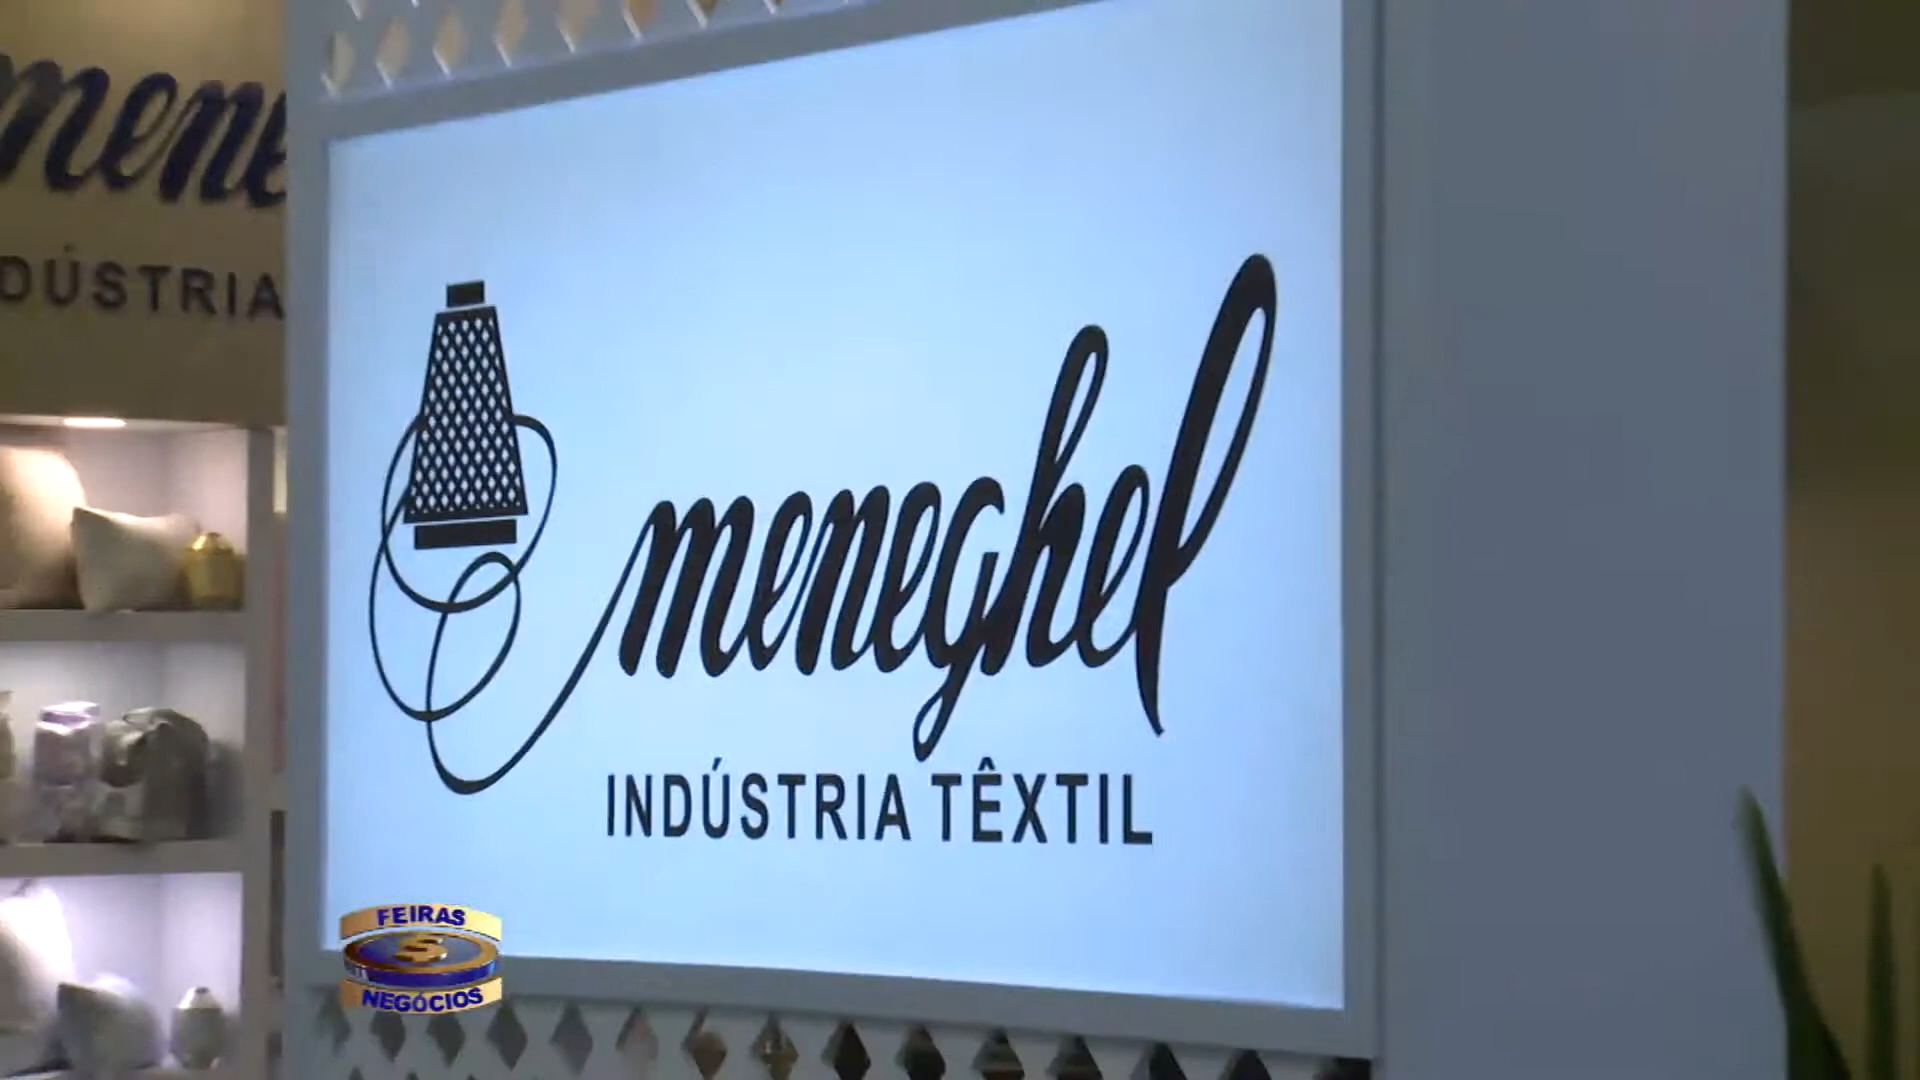 mene
DÚSTRIA
meneghel
INDÚSTRIA TÊXTIL
FEIRAS
$
NEGÓCIOS